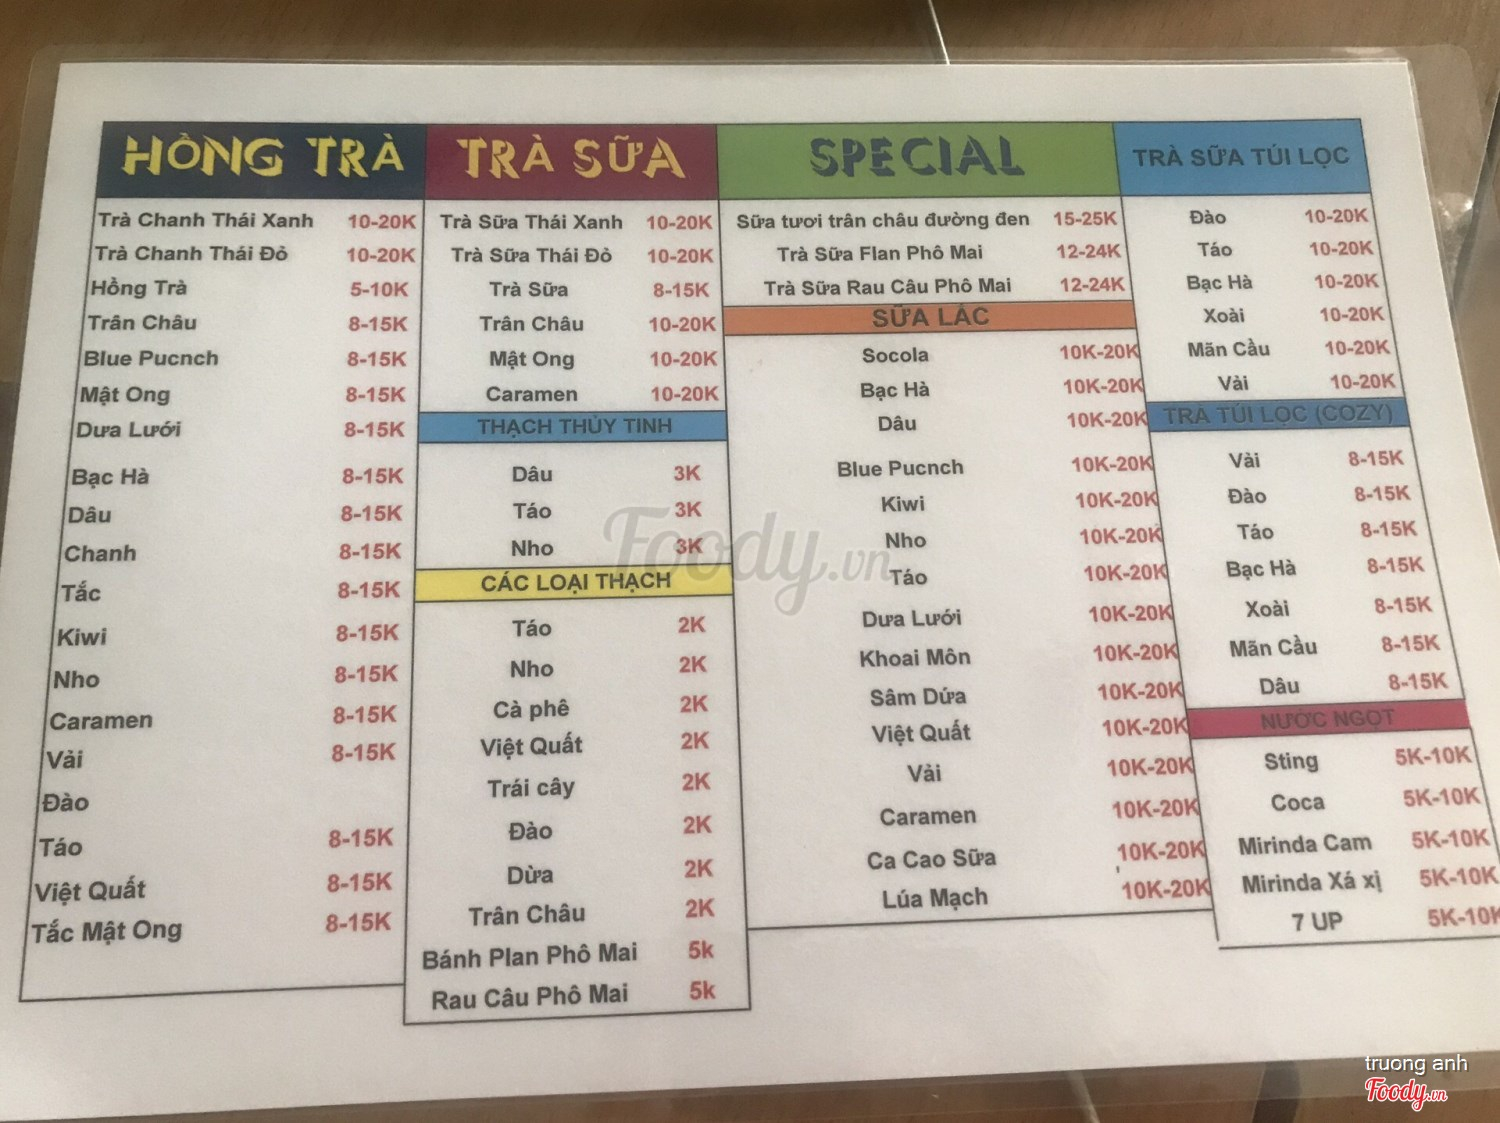 HỒNG TRÀ
Trà Chanh Thái Xanh 10-20K
Trà Chanh Thái Đỏ 10-20K
Hồng Trà 5-10K
Trân Châu 8-15K
Blue Pucnch 8-15K
Mật Ong 8-15K
Dưa Lưới 8-15K
Bạc Hà 8-15K
Dâu 8-15K
Chanh 8-15K
Tắc 8-15K
Kiwi 8-15K
Nho 8-15K
Caramen 8-15K
Vải 8-15K
Đào
Táo 8-15K
Việt Quất 8-15K
Tắc Mật Ong 8-15K
TRÀ SỮA
Trà Sữa Thái Xanh 10-20K
Trà Sữa Thái Đỏ 10-20K
Trà Sữa 8-15K
Trân Châu 10-20K
Mật Ong 10-20K
Caramen 10-20K
THẠCH THỦY TINH
Dâu 3K
Táo 3K
Nho 3K
CÁC LOẠI THẠCH
Táo 2K
Nho 2K
Cà phê 2K
Việt Quất 2K
Trái cây 2K
Đào 2K
Dừa 2K
Trân Châu 2K
Bánh Plan Phô Mai 5k
Rau Câu Phô Mai 5k
SPECIAL
Sữa tươi trân châu đường đen 15-25K
Trà Sữa Flan Phô Mai 12-24K
Trà Sữa Rau Câu Phô Mai 12-24K
SỮA LẮC
Socola 10K-20K
Bạc Hà 10K-20K
Dâu 10K-20K
Blue Pucnch 10K-20K
Kiwi 10K-20K
Nho 10K-20K
Táo 10K-20K
Dưa Lưới 10K-20K
Khoai Môn 10K-20K
Sâm Dứa 10K-20K
Việt Quất 10K-20K
Vải 10K-20K
Caramen 10K-20K
Ca Cao Sữa 10K-20K
Lúa Mạch 10K-20K
TRÀ SỮA TÚI LỌC
Đào 10-20K
Táo 10-20K
Bạc Hà 10-20K
Xoài 10-20K
Mãn Cầu 10-20K
Vải 10-20K
TRÀ TÚI LỌC (COZY)
Vải 8-15K
Đào 8-15K
Táo 8-15K
Bạc Hà 8-15K
Xoài 8-15K
Mãn Cầu 8-15K
Dâu 8-15K
NƯỚC NGỌT
Sting 5K-10K
Coca 5K-10K
Mirinda Cam 5K-10K
Mirinda Xá xị 5K-10K
7 UP 5K-10K
Foody.vn
truong anh
Foody.vn